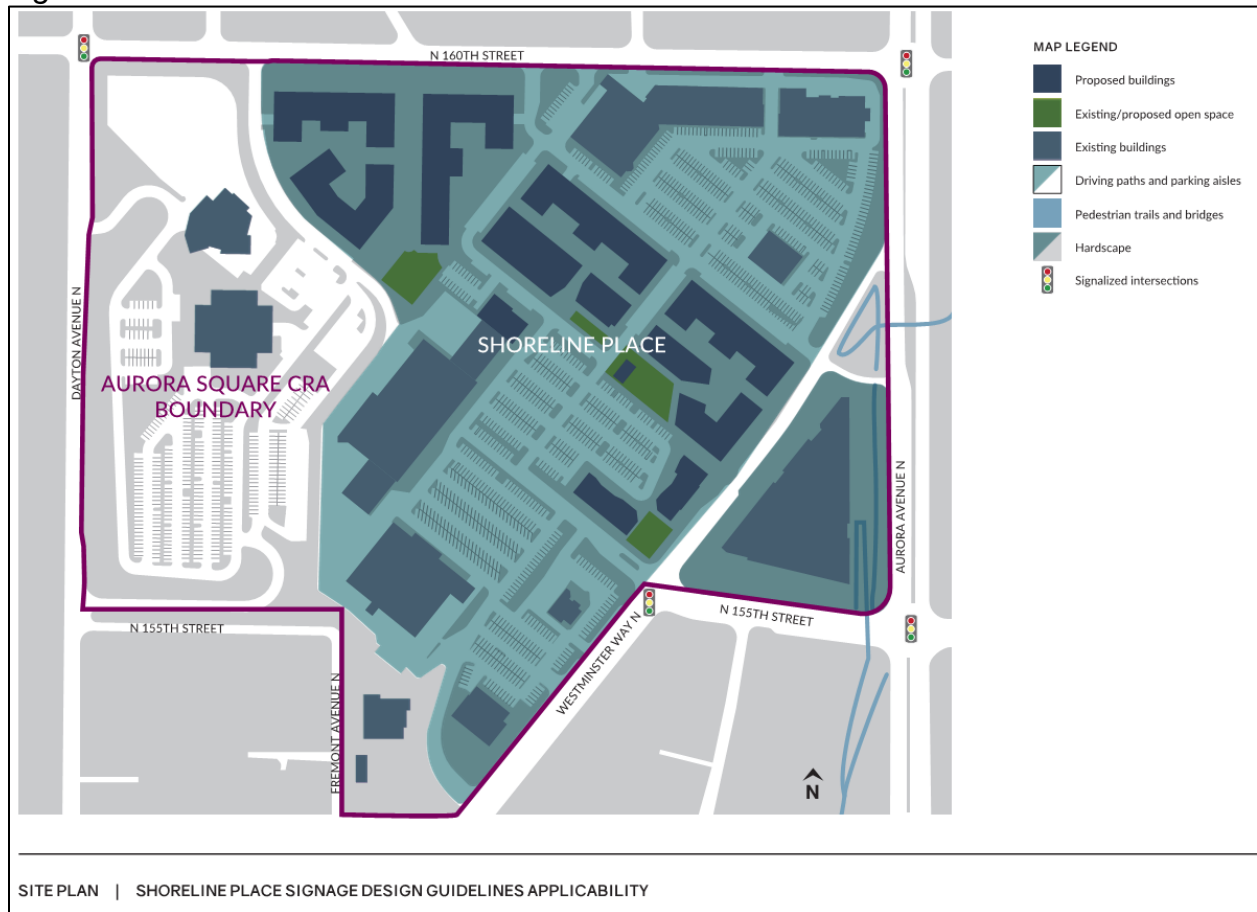 N 160TH STREET
MAP LEGEND
Proposed buildings
Existing/proposed open space
Existing buildings
Driving paths and parking aisles
Pedestrian trails and bridges
Hardscape
Signalized intersections
DAYTON AVENUE N
SHORELINE PLACE
AURORA SQUARE CRA
BOUNDARY
AURORA AVENUE N
N 155TH STREET
N 155TH STREET
WESTMINSTER WAY N
FREMONT AVENUE N
N
SITE PLAN | SHORELINE PLACE SIGNAGE DESIGN GUIDELINES APPLICABILITY